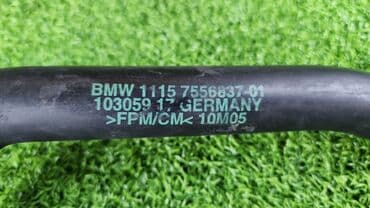 BMW 1115 7556837-01
103059 17 GERMANY
>FPM/CM< 10M05